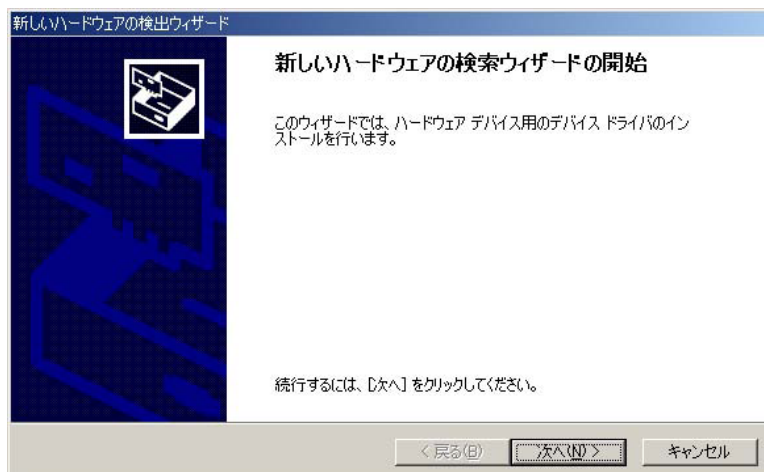 新しいハードウェアの検出ウィザード
新しいハードウェアの検索ウィザードの開始
このウィザードでは、ハードウェア デバイス用のデバイス ドライバのイン
ストールを行います。
続行するには、[次へ] をクリックしてください。
< 戻る(B)
次へ(N) >
キャンセル